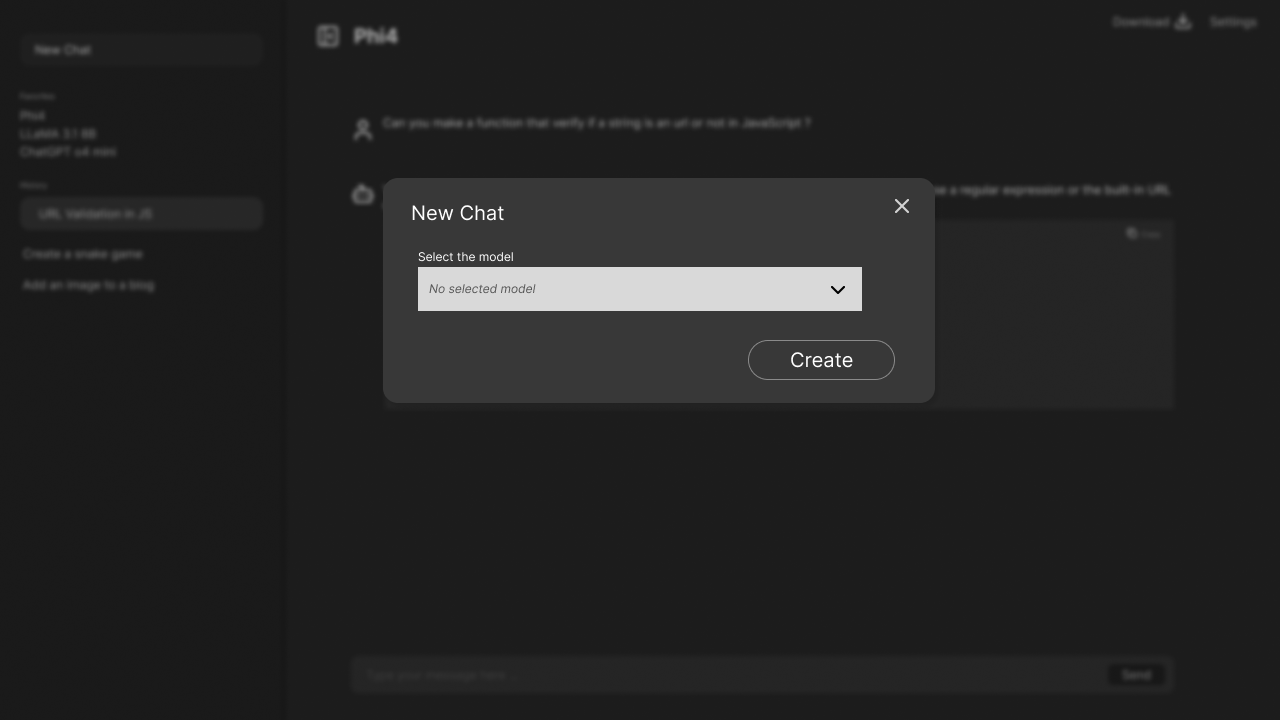 New Chat
Favorites
Phi4
LLaMA 3.1 8B
ChatGPT o4 mini
History
URL Validation in JS
Create a snake game
Add an image to a blog
Phi4
Download
Settings
Can you make a function that verify if a string is an url or not in JavaScript ?
a regular expression or the built-in URL
Copy
New Chat
Select the model
No selected model
Create
Type your message here ...
Send